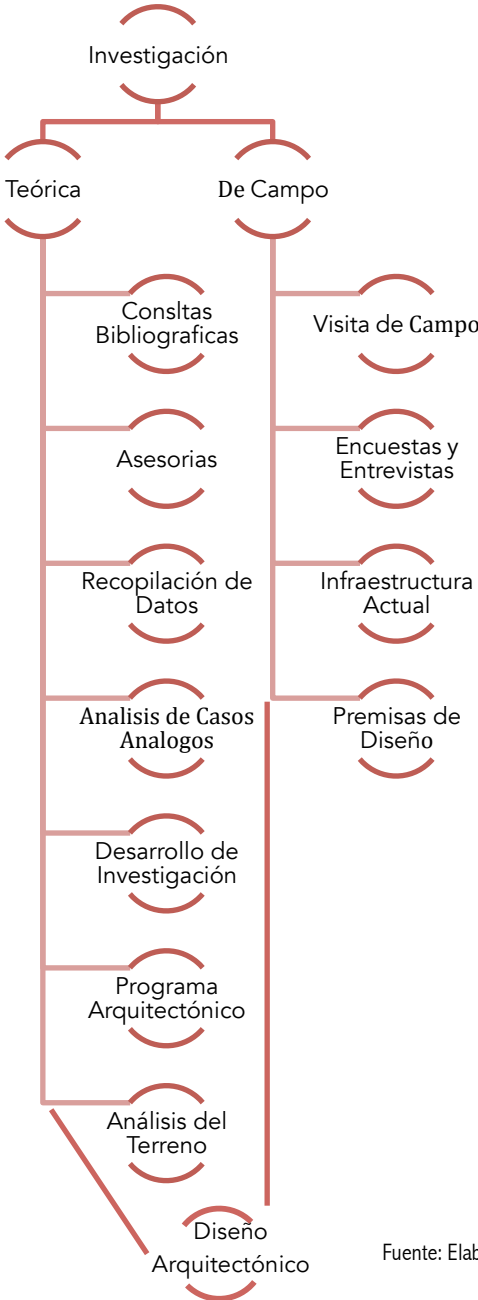 Investigación
Teórica
De Campo
Consltas
Bibliograficas
Visita de Campo
Asesorias
Encuestas y
Entrevistas
Recopilación de
Datos
Infraestructura
Actual
Analisis de Casos
Analogos
Premisas de
Diseño
Desarrollo de
Investigación
Programa
Arquitectónico
Análisis del
Terreno
Diseño
Arquitectónico
Fuente: Elab